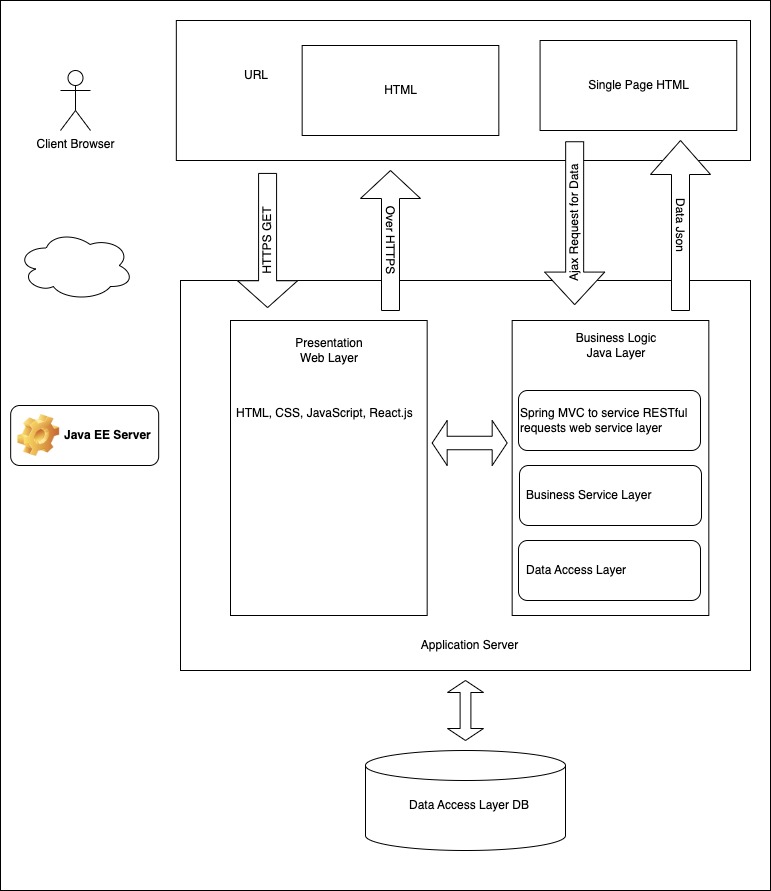 URL
HTML
Single Page HTML
Client Browser
HTTPS GET
Over HTTPS
Ajax Request for Data
Data Json
Presentation
Web Layer
Business Logic
Java Layer
HTML, CSS, JavaScript, React.js
Spring MVC to service RESTful
requests web service layer
Java EE Server
Business Service Layer
Data Access Layer
Application Server
Data Access Layer DB